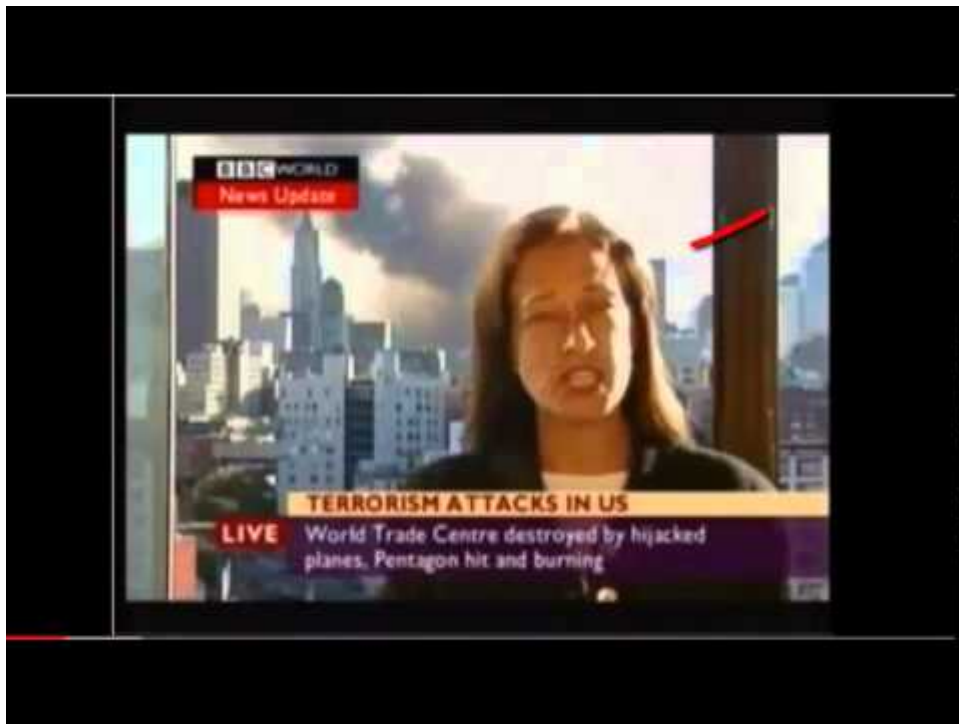 BBC WORLD
News Update
TERRORISM ATTACKS IN US
LIVE
World Trade Centre destroyed by hijacked
planes. Pentagon hit and burning